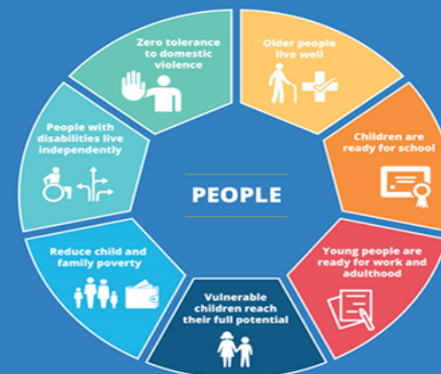 Zero tolerance
to domestic
violence
Older people
live well
Children are
ready for school
Young people are
ready for work and
adulthood
Vulnerable
children reach
their full potential
Reduce child and
family poverty
People with
disabilities live
independently
PEOPLE